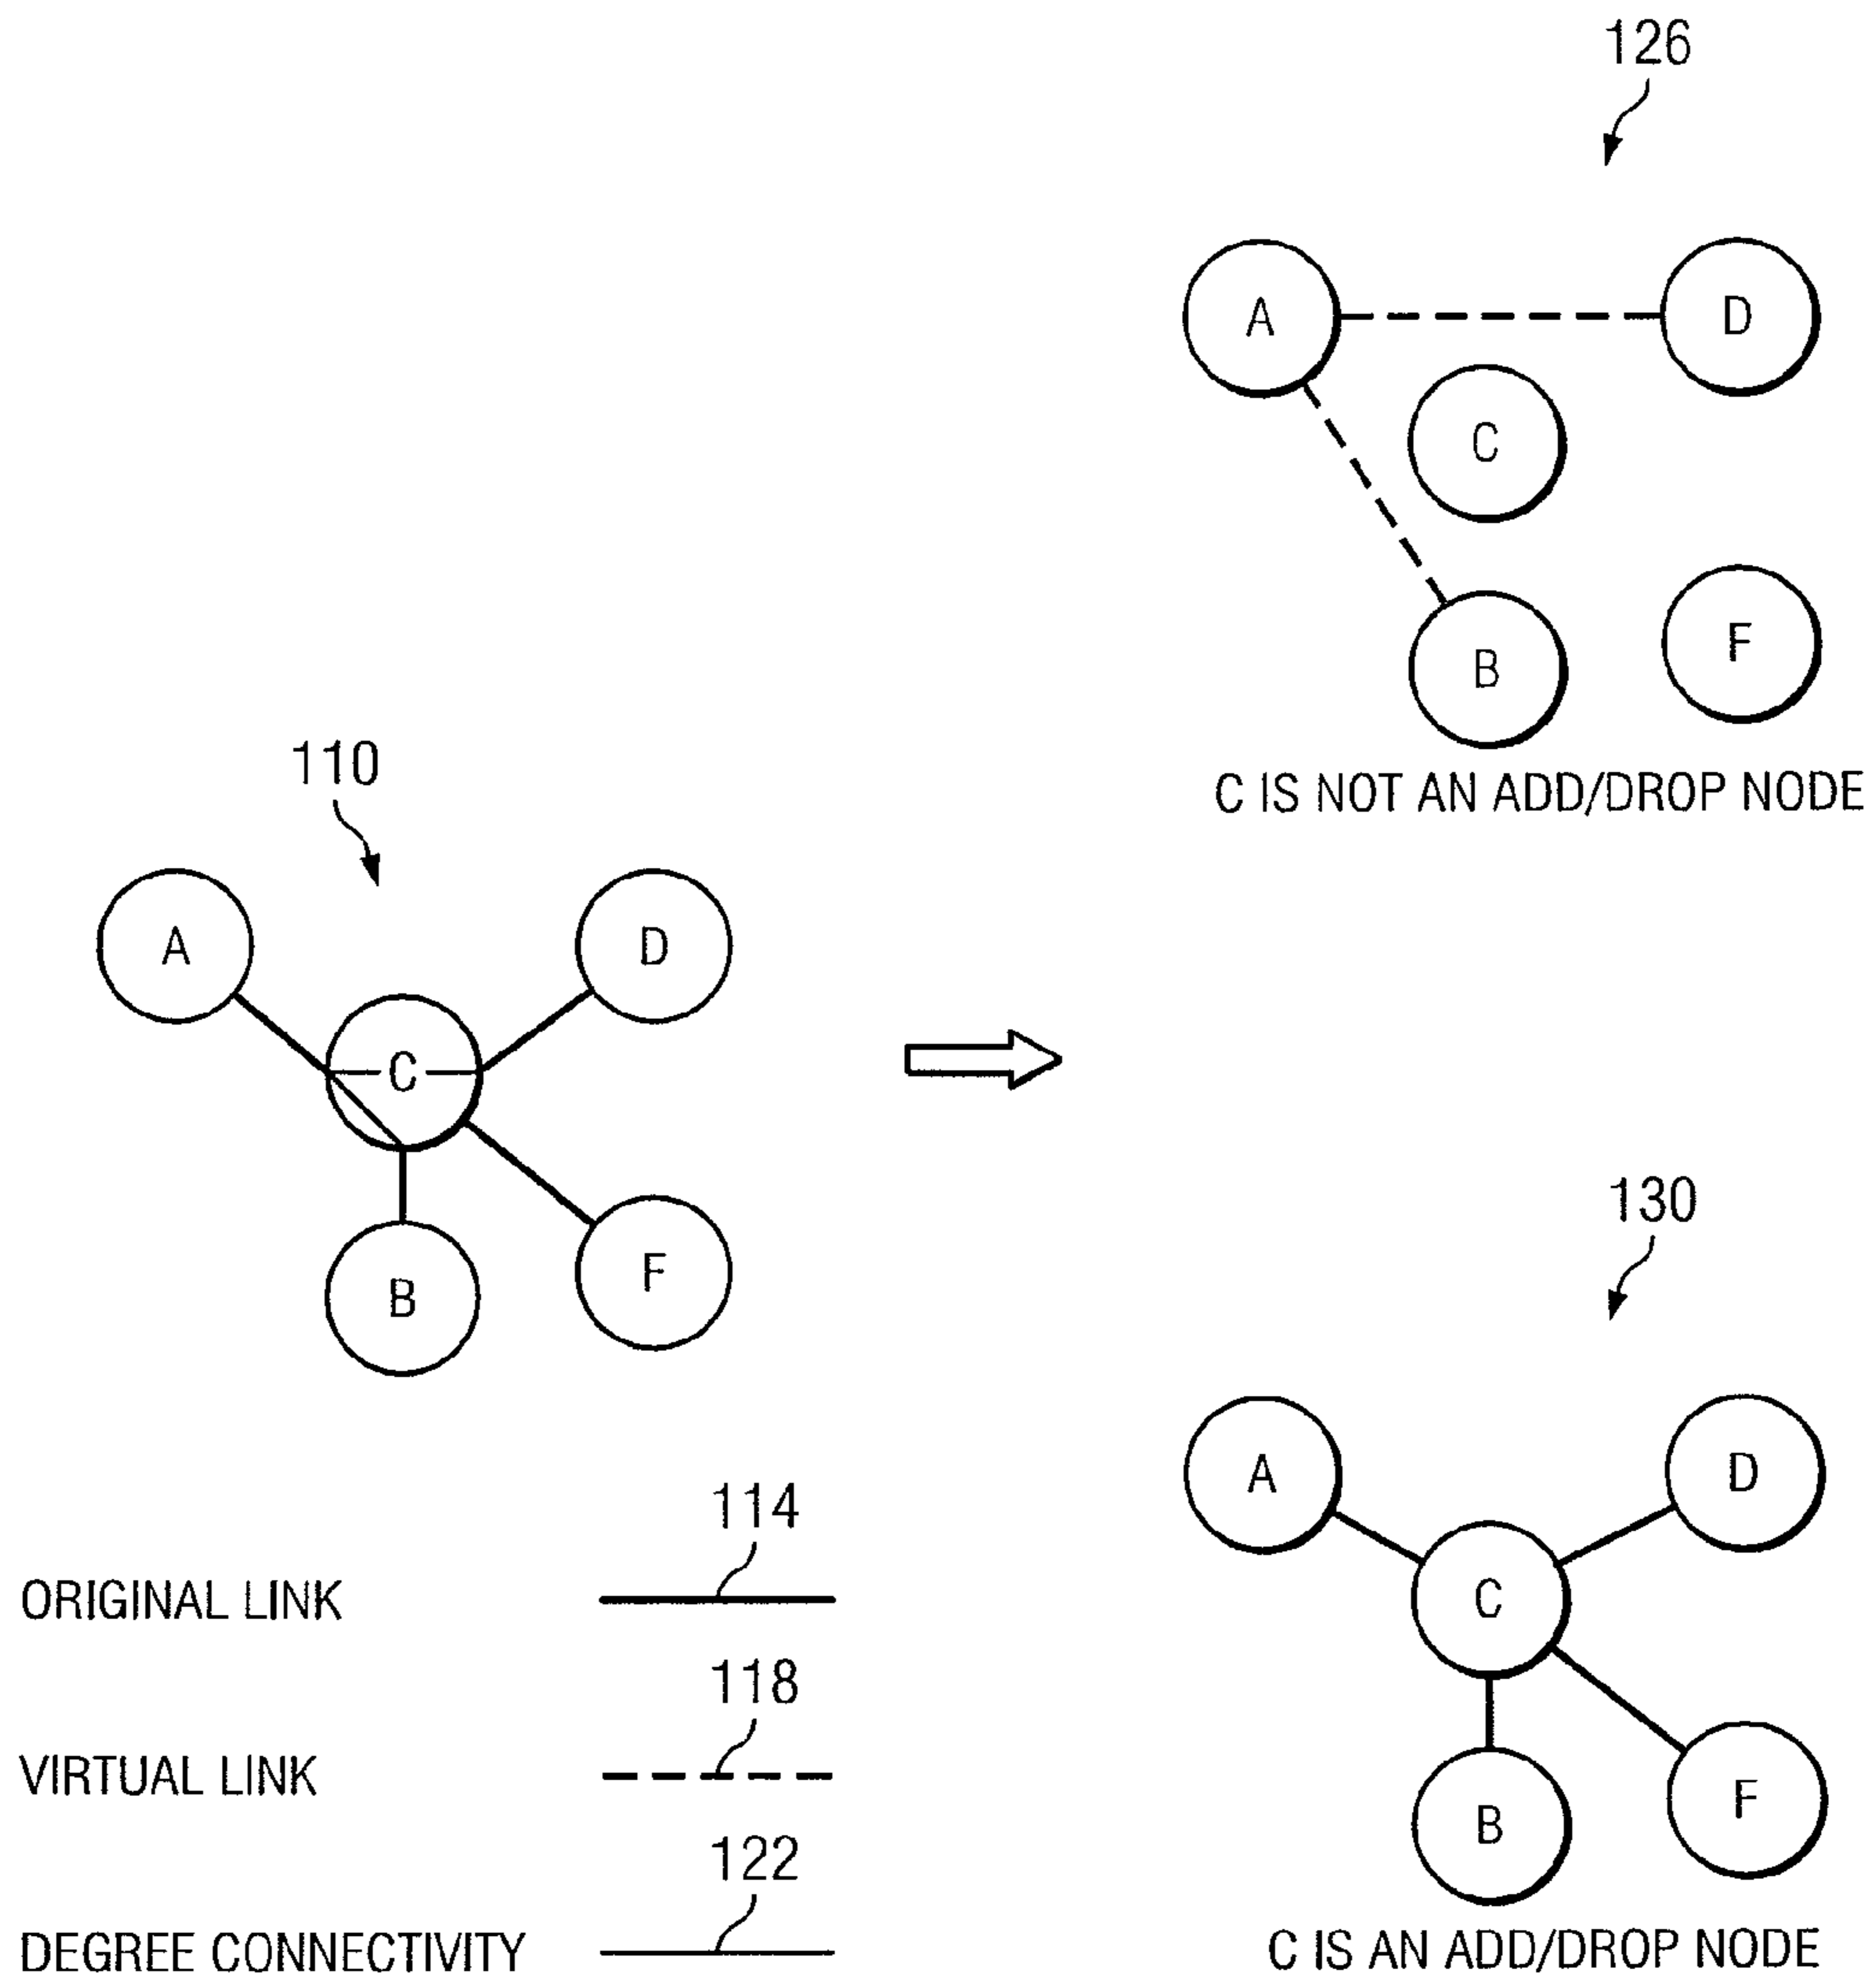 126
A
D
C
B
F
C IS NOT AN ADD/DROP NODE
110
A
D
C
B
F
130
A
D
C
B
F
C IS AN ADD/DROP NODE
114
ORIGINAL LINK
118
VIRTUAL LINK
122
DEGREE CONNECTIVITY